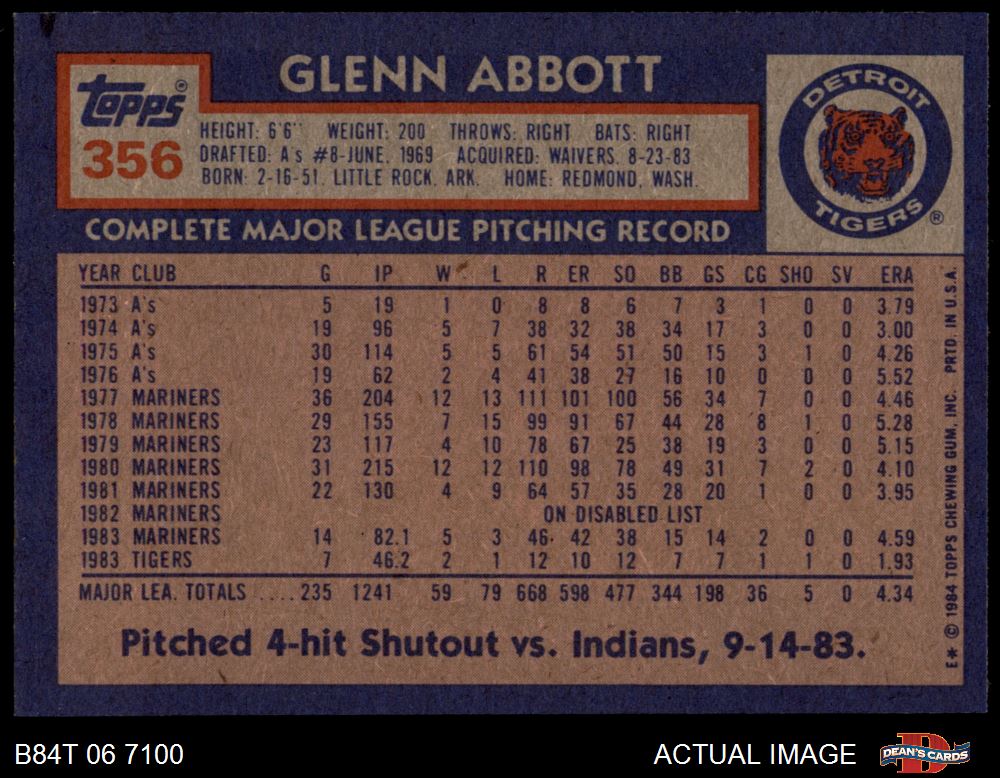 GLENN ABBOTT
Topps®
356
HEIGHT: 6'6" WEIGHT: 200 THROWS: RIGHT BATS: RIGHT
DRAFTED: A's #8-JUNE, 1969 ACQUIRED: WAIVERS, 8-23-83
BORN: 2-16-51, LITTLE ROCK, ARK. HOME: REDMOND, WASH.
DETROIT
TIGERS®
COMPLETE MAJOR LEAGUE PITCHING RECORD
YEAR CLUB G IP W L R ER SO BB GS CG SHO SV ERA
1973 A's 5 19 1 0 8 8 6 7 3 1 0 0 3.79
1974 A's 19 96 5 7 38 32 38 34 17 3 0 0 3.00
1975 A's 30 114 5 5 61 54 51 50 15 3 1 0 4.26
1976 A's 19 62 2 4 41 38 27 16 10 0 0 0 5.52
1977 MARINERS 36 204 12 13 111 101 100 56 34 7 0 0 4.46
1978 MARINERS 29 155 7 15 99 91 67 44 28 8 1 0 5.28
1979 MARINERS 23 117 4 10 78 67 25 38 19 3 0 0 5.15
1980 MARINERS 31 215 12 12 110 98 78 49 31 7 2 0 4.10
1981 MARINERS 22 130 4 9 64 57 35 28 20 1 0 0 3.95
1982 MARINERS ON DISABLED LIST
1983 MARINERS 14 82.1 5 3 46 42 38 15 14 2 0 0 4.59
1983 TIGERS 7 46.2 2 1 12 10 12 7 7 1 1 0 1.93
MAJOR LEA. TOTALS ....235 1241 59 79 668 598 477 344 198 36 5 0 4.34
Pitched 4-hit Shutout vs. Indians, 9-14-83.
E* © 1984 TOPPS CHEWING GUM, INC. PRTD. IN U.S.A.
B84T 06 7100
ACTUAL IMAGE
D
DEAN'S CARDS